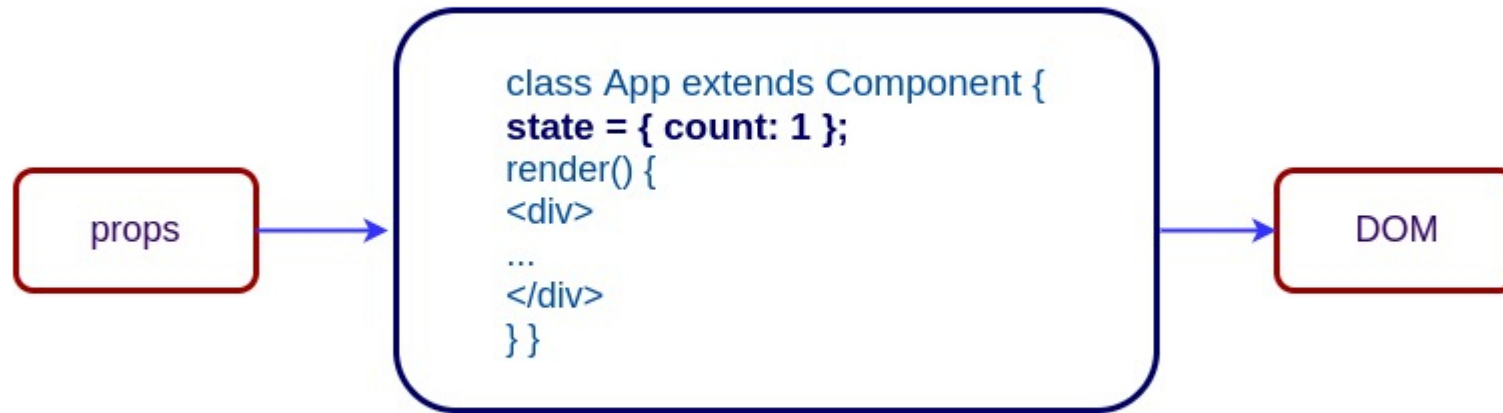 props
class App extends Component {
state = { count: 1 };
render() {
<div>
...
</div>
} }
DOM